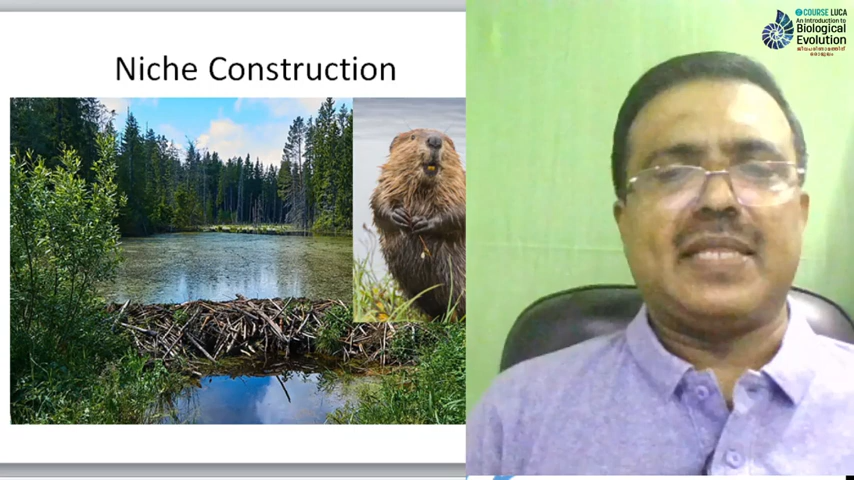 Niche Construction
COURSE LUCA
An Introduction to
Biological
Evolution